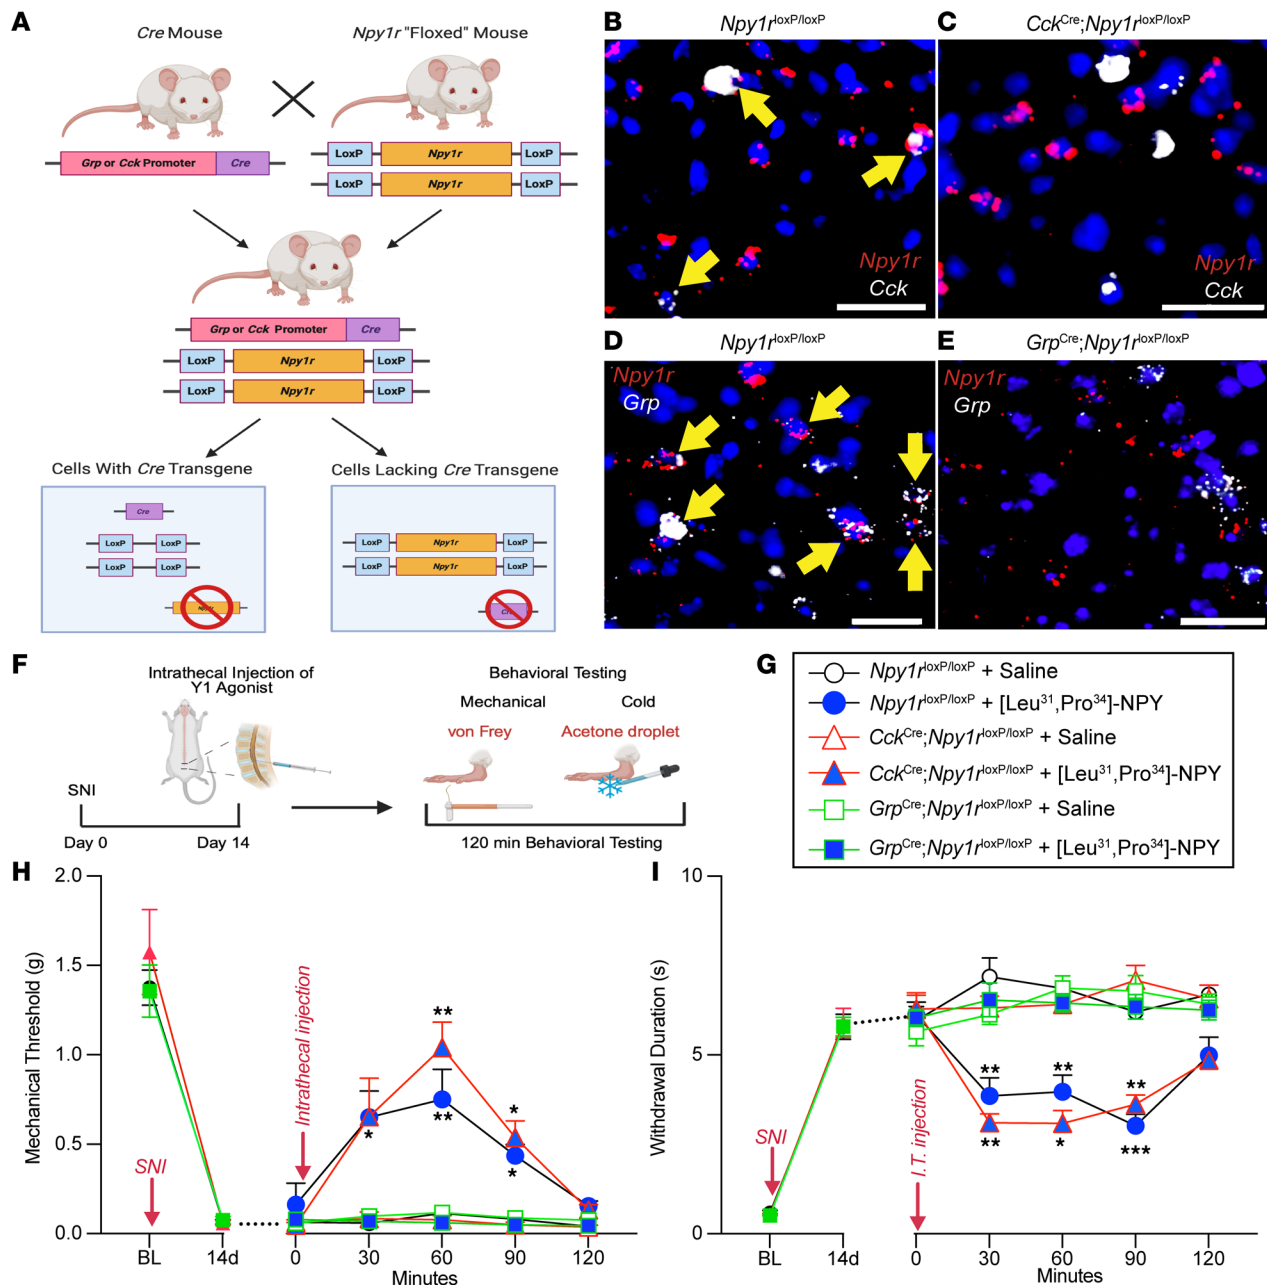 A
Cre Mouse
Npy1r "Floxed" Mouse
Grp or Cck Promoter Cre
LoxP Npy1r LoxP
LoxP Npy1r LoxP
Grp or Cck Promoter Cre
LoxP Npy1r LoxP
LoxP Npy1r LoxP
Cells With Cre Transgene
Cre
LoxP LoxP
LoxP LoxP
Npy1r
Cells Lacking Cre Transgene
LoxP Npy1r LoxP
LoxP Npy1r LoxP
Cre
B
Npy1rloxP/loxP
Npy1r
Cck
C
CckCre;Npy1rloxP/loxP
Npy1r
Cck
D
Npy1rloxP/loxP
Npy1r
Grp
E
GrpCre;Npy1rloxP/loxP
Npy1r
Grp
F
Intrathecal Injection of
Y1 Agonist
SNI
Day 0
Day 14
Behavioral Testing
Mechanical
Cold
von Frey
Acetone droplet
120 min Behavioral Testing
G
Npy1rloxP/loxP + Saline
Npy1rloxP/loxP + [Leu31,Pro34]-NPY
CckCre;Npy1rloxP/loxP + Saline
CckCre;Npy1rloxP/loxP + [Leu31,Pro34]-NPY
GrpCre;Npy1rloxP/loxP + Saline
GrpCre;Npy1rloxP/loxP + [Leu31,Pro34]-NPY
H
Mechanical Threshold (g)
2.0
1.5
1.0
0.5
0.0
SNI
Intrathecal injection
**
**
*
*
*
BL 14d 0 30 60 90 120
Minutes
I
Withdrawal Duration (s)
10
5
0
SNI
I.T. injection
** ** **
** * ***
BL 14d 0 30 60 90 120
Minutes